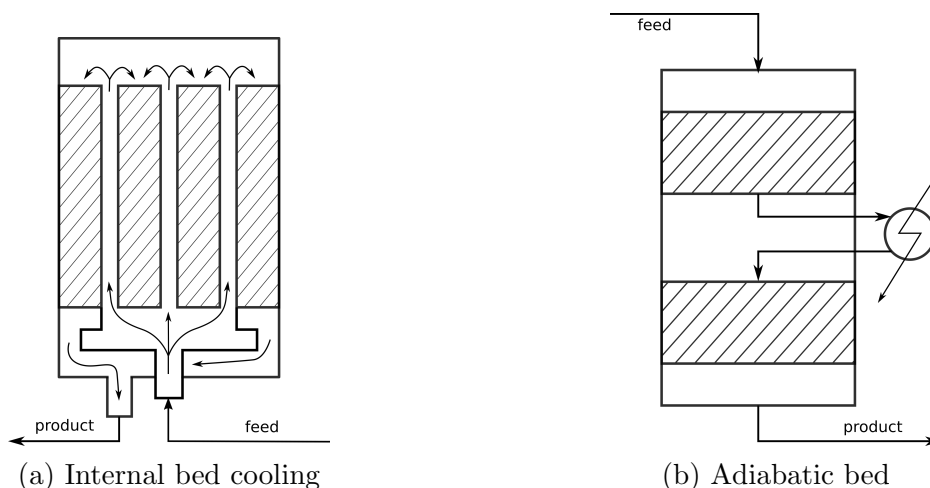 feed
product
feed
product
(a) Internal bed cooling
(b) Adiabatic bed